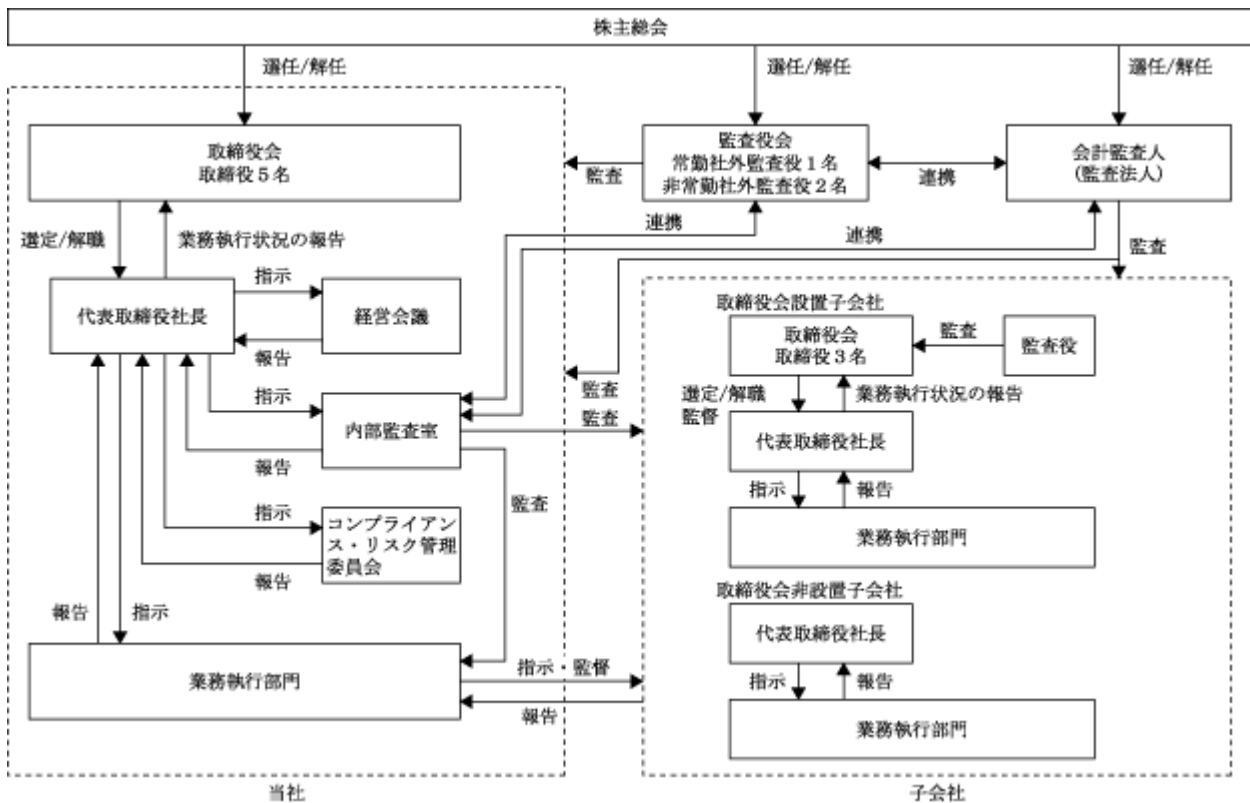 株主総会
選任/解任
選任/解任
選任/解任
取締役会
取締役5名
監査役会
常勤社外監査役1名
非常勤社外監査役2名
会計監査人
(監査法人)
監査
連携
選定/解職
業務執行状況の報告
連携
連携
監査
代表取締役社長
指示
経営会議
報告
取締役会設置子会社
取締役会
取締役3名
監査
監査役
指示
監査
選定/解職
監督
業務執行状況の報告
内部監査室
監査
代表取締役社長
報告
監査
指示
報告
指示
コンプライアン
ス・リスク管理
委員会
業務執行部門
報告
取締役会非設置子会社
報告
指示
代表取締役社長
業務執行部門
指示・監督
指示
報告
報告
業務執行部門
当社
子会社